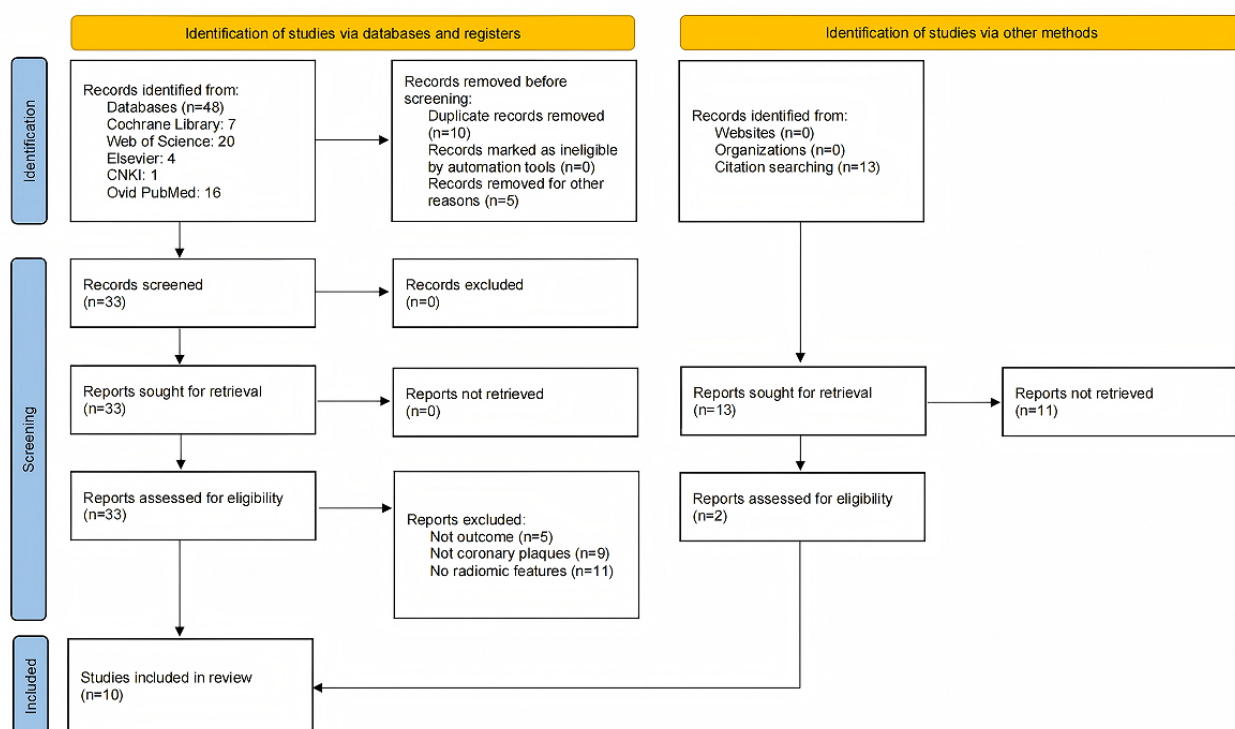 Identification of studies via databases and registers
Identification of studies via other methods
Identification
Records identified from:
Databases (n=48)
Cochrane Library: 7
Web of Science: 20
Elsevier: 4
CNKI: 1
Ovid PubMed: 16
Records removed before
screening:
Duplicate records removed
(n=10)
Records marked as ineligible
by automation tools (n=0)
Records removed for other
reasons (n=5)
Records identified from:
Websites (n=0)
Organizations (n=0)
Citation searching (n=13)
Screening
Records screened
(n=33)
Records excluded
(n=0)
Reports sought for retrieval
(n=33)
Reports not retrieved
(n=0)
Reports sought for retrieval
(n=13)
Reports not retrieved
(n=11)
Reports assessed for eligibility
(n=33)
Reports excluded:
Not outcome (n=5)
Not coronary plaques (n=9)
No radiomic features (n=11)
Reports assessed for eligibility
(n=2)
Included
Studies included in review
(n=10)